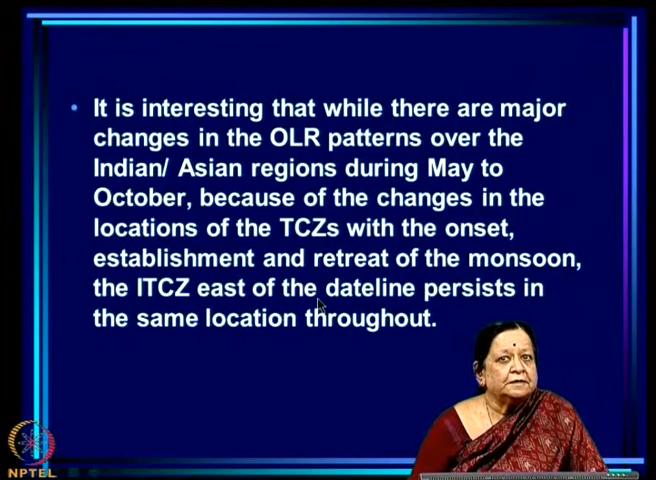 • It is interesting that while there are major
changes in the OLR patterns over the
Indian/ Asian regions during May to
October, because of the changes in the
locations of the TCZs with the onset,
establishment and retreat of the monsoon,
the ITCZ east of the dateline persists in
the same location throughout.
NPTEL